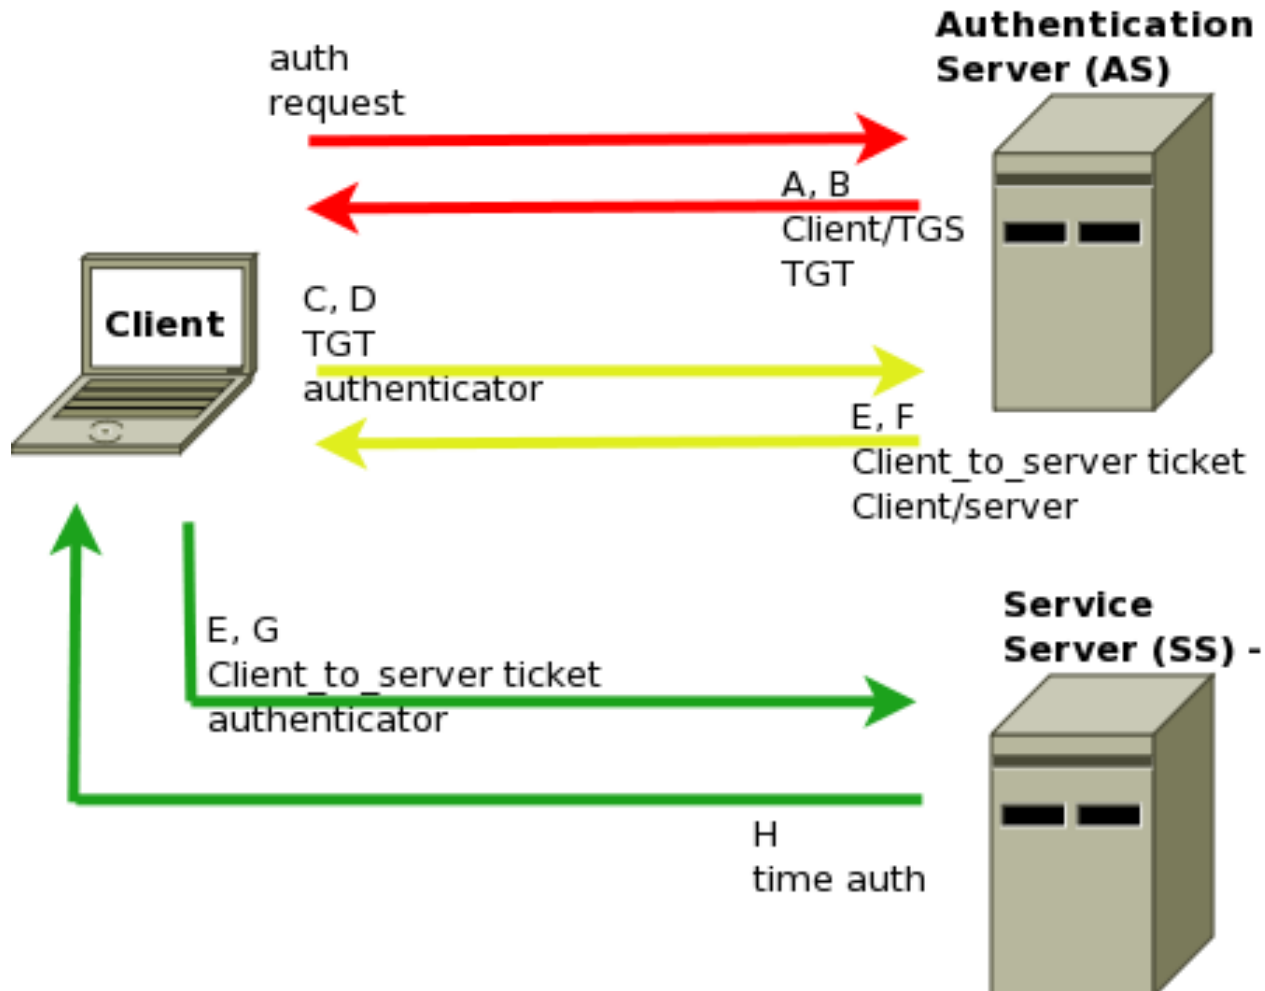 Authentication
Server (AS)
auth
request
A, B
Client/TGS
TGT
Client
C, D
TGT
authenticator
E, F
Client_to_server ticket
Client/server
Service
Server (SS) -
E, G
Client_to_server ticket
authenticator
H
time auth